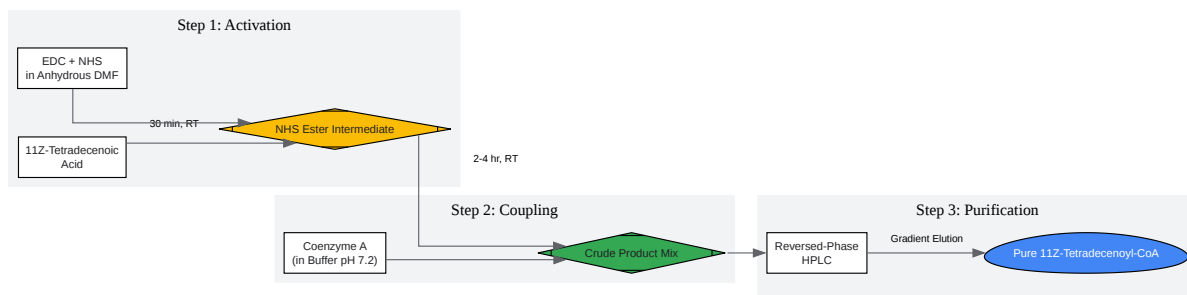 Step 1: Activation
EDC + NHS
in Anhydrous DMF
30 min, RT
NHS Ester Intermediate
11Z-Tetradecenoic
Acid
2-4 hr, RT
Step 2: Coupling
Coenzyme A
(in Buffer pH 7.2)
Crude Product Mix
Step 3: Purification
Reversed-Phase
HPLC
Gradient Elution
Pure 11Z-Tetradecenoyl-CoA